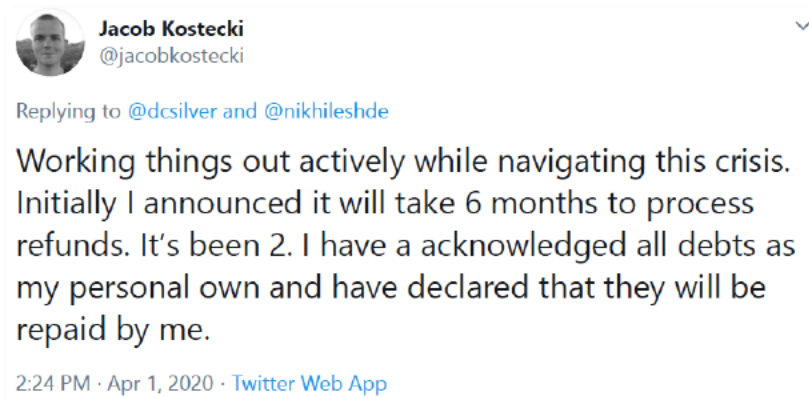 Jacob Kostecki
@jacobkostecki
Replying to @dcsilver and @nikhileshde
Working things out actively while navigating this crisis.
Initially I announced it will take 6 months to process
refunds. It's been 2. I have a acknowledged all debts as
my personal own and have declared that they will be
repaid by me.
2:24 PM · Apr 1, 2020 · Twitter Web App